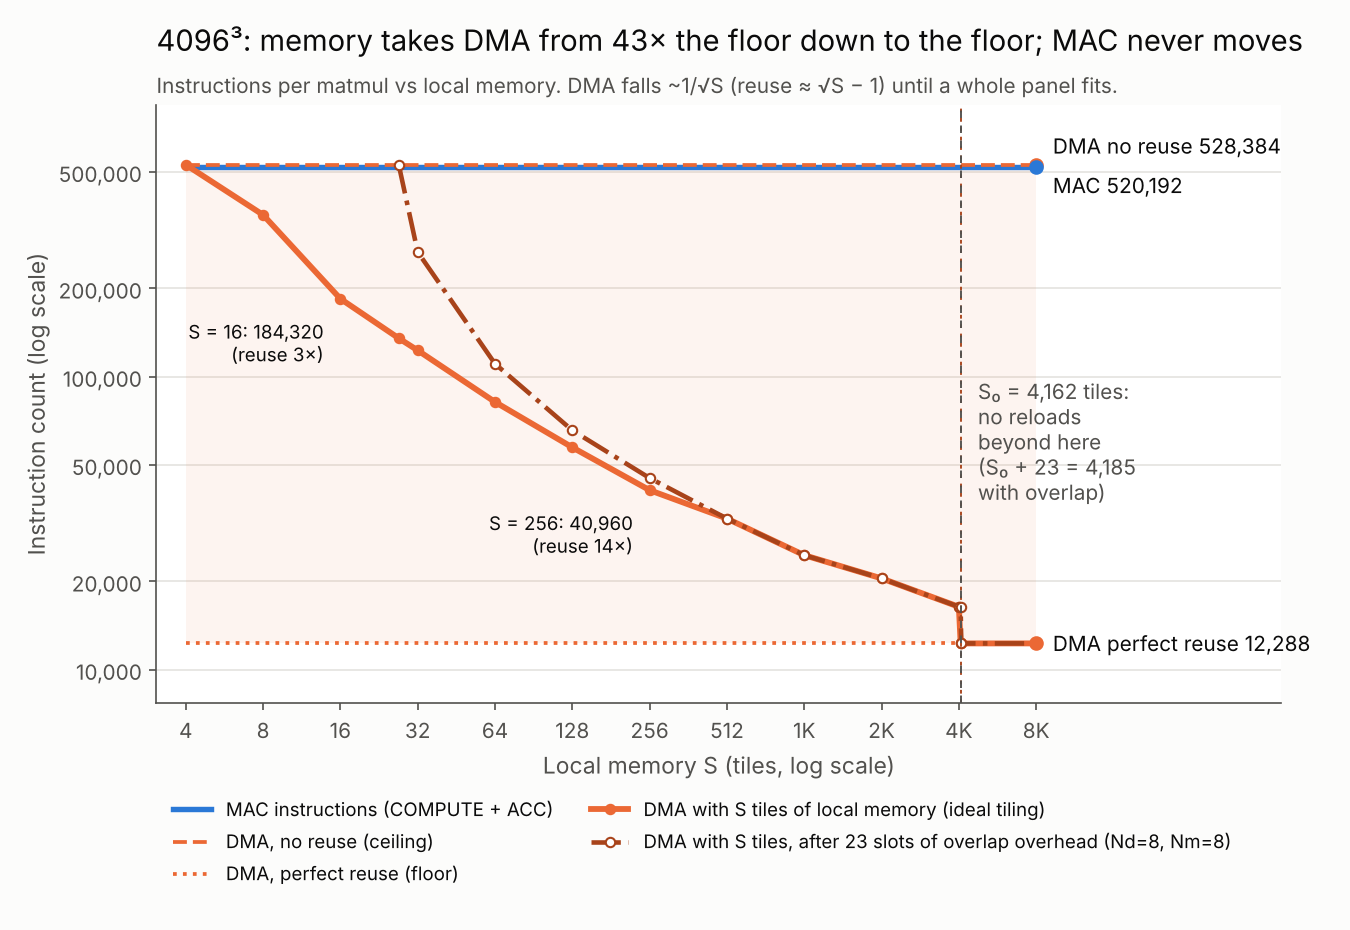 4096³: memory takes DMA from 43× the floor down to the floor; MAC never moves
Instructions per matmul vs local memory. DMA falls ~1/√S (reuse ≈ √S − 1) until a whole panel fits.
Instruction count (log scale)
500,000
200,000
100,000
50,000
20,000
10,000
DMA no reuse 528,384
MAC 520,192
S = 16: 184,320
(reuse 3×)
S₀ = 4,162 tiles:
no reloads
beyond here
(S₀ + 23 = 4,185
with overlap)
S = 256: 40,960
(reuse 14×)
DMA perfect reuse 12,288
4 8 16 32 64 128 256 512 1K 2K 4K 8K
Local memory S (tiles, log scale)
MAC instructions (COMPUTE + ACC)
DMA, no reuse (ceiling)
DMA, perfect reuse (floor)
DMA with S tiles of local memory (ideal tiling)
DMA with S tiles, after 23 slots of overlap overhead (Nd=8, Nm=8)